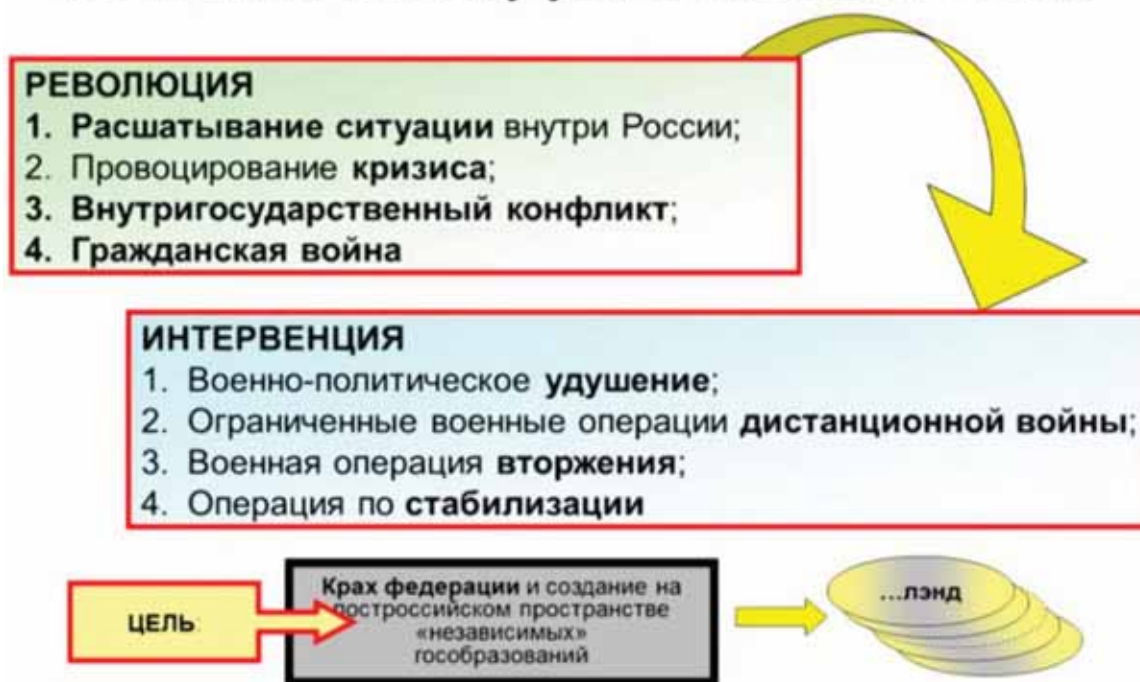 РЕВОЛЮЦИЯ
1. Расшатывание ситуации внутри России;
2. Провоцирование кризиса;
3. Внутригосударственный конфликт;
4. Гражданская война
ИНТЕРВЕНЦИЯ
1. Военно-политическое удушение;
2. Ограниченные военные операции дистанционной войны;
3. Военная операция вторжения;
4. Операция по стабилизации
ЦЕЛЬ
Крах федерации и создание на
построссийском пространстве
«независимых»
гособразований
...лэнд